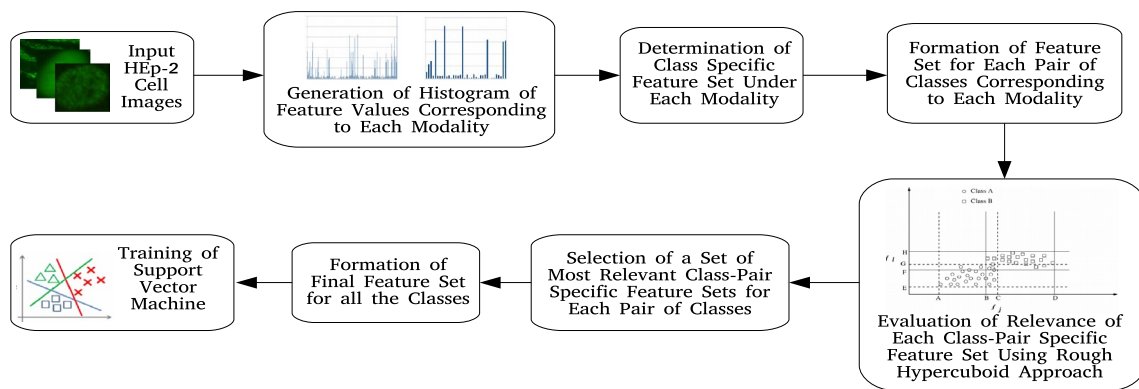 Input
HEp-2
Cell
Images
Generation of Histogram of
Feature Values Corresponding
to Each Modality
Determination of
Class Specific
Feature Set Under
Each Modality
Formation of Feature
Set for Each Pair of
Classes Corresponding
to Each Modality
Class A
Class B
H
G
F
E
A B C D
Evaluation of Relevance of
Each Class-Pair Specific
Feature Set Using Rough
Hypercuboid Approach
Selection of a Set of
Most Relevant Class-Pair
Specific Feature Sets for
Each Pair of Classes
Formation of
Final Feature Set
for all the Classes
Training of
Support
Vector
Machine